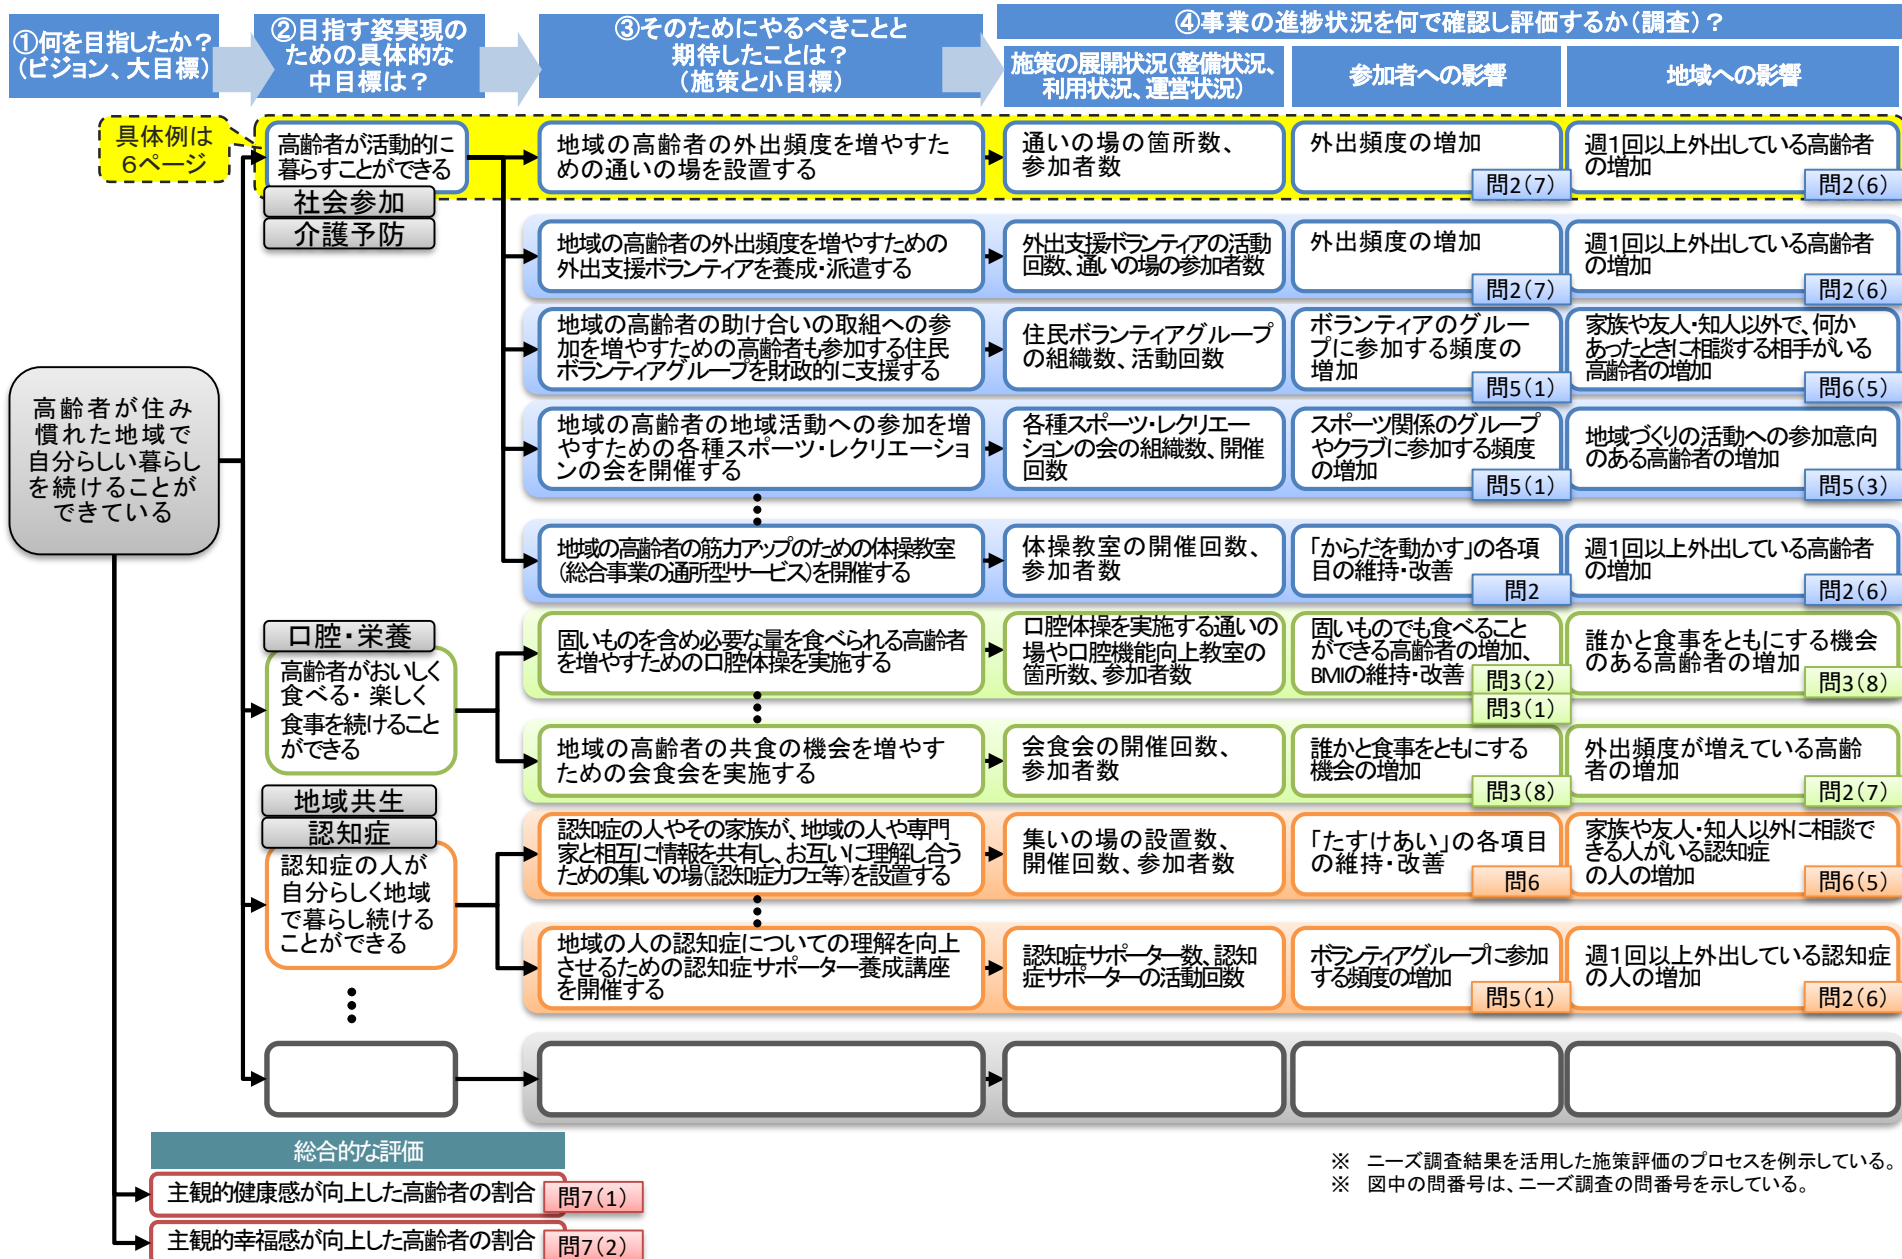 ①何を目指したか？
（ビジョン、大目標）
②目指す姿実現の
ための具体的な
中目標は？
③そのためにやるべきことと
期待したことは？
（施策と小目標）
④事業の進捗状況を何で確認し評価するか（調査）？
施策の展開状況（整備状況、
利用状況、運営状況）
参加者への影響
地域への影響
具体例は
６ページ
高齢者が住み
慣れた地域で
自分らしい暮らし
を続けることが
できている
高齢者が活動的に
暮らすことができる
社会参加
介護予防
地域の高齢者の外出頻度を増やすた
めの通いの場を設置する
通いの場の箇所数、
参加者数
外出頻度の増加
問2（7）
週１回以上外出している高齢者
の増加
問2（6）
地域の高齢者の外出頻度を増やすための
外出支援ボランティアを養成・派遣する
外出支援ボランティアの活動
回数、通いの場の参加者数
外出頻度の増加
問2（7）
週１回以上外出している高齢者
の増加
問2（6）
地域の高齢者の助け合いの取組への参
加を増やすための高齢者も参加する住民
ボランティアグループを財政的に支援する
住民ボランティアグループ
の組織数、活動回数
ボランティアのグルー
プに参加する頻度の
増加
問5（1）
家族や友人・知人以外で、何か
あったときに相談する相手がいる
高齢者の増加
問6（5）
地域の高齢者の地域活動への参加を増
やすための各種スポーツ・レクリエーショ
ンの会を開催する
各種スポーツ・レクリエー
ションの会の組織数、開催
回数
スポーツ関係のグループ
やクラブに参加する頻度
の増加
問5（1）
地域づくりの活動への参加意向
のある高齢者の増加
問5（3）
地域の高齢者の筋力アップのための体操教室
（総合事業の通所型サービス）を開催する
体操教室の開催回数、
参加者数
「からだを動かす」の各項
目の維持・改善
問2
週１回以上外出している高齢者
の増加
問2（6）
口腔・栄養
高齢者がおいしく
食べる・楽しく
食事を続けること
ができる
固いものを含め必要な量を食べられる高齢者
を増やすための口腔体操を実施する
口腔体操を実施する通いの
場や口腔機能向上教室の
箇所数、参加者数
固いものでも食べること
ができる高齢者の増加、
BMIの維持・改善
問3（2）
問3（1）
誰かと食事をともにする機会
のある高齢者の増加
問3（8）
地域の高齢者の共食の機会を増やす
ための会食会を実施する
会食会の開催回数、
参加者数
誰かと食事をともにする
機会の増加
問3（8）
外出頻度が増えている高齢
者の増加
問2（7）
地域共生
認知症
認知症の人が
自分らしく地域
で暮らし続ける
ことができる
認知症の人やその家族が、地域の人や専門
家と相互に情報を共有し、お互いに理解し合う
ための集いの場（認知症カフェ等）を設置する
集いの場の設置数、
開催回数、参加者数
「たすけあい」の各項目
の維持・改善
問6
家族や友人・知人以外に相談で
きる人がいる認知症
の人の増加
問6（5）
地域の人の認知症についての理解を向上
させるための認知症サポーター養成講座
を開催する
認知症サポーター数、認知
症サポーターの活動回数
ボランティアグループに参加
する頻度の増加
問5（1）
週１回以上外出している認知症
の人の増加
問2（6）
総合的な評価
主観的健康感が向上した高齢者の割合
問7（1）
主観的幸福感が向上した高齢者の割合
問7（2）
※　ニーズ調査結果を活用した施策評価のプロセスを例示している。
※　図中の問番号は、ニーズ調査の問番号を示している。